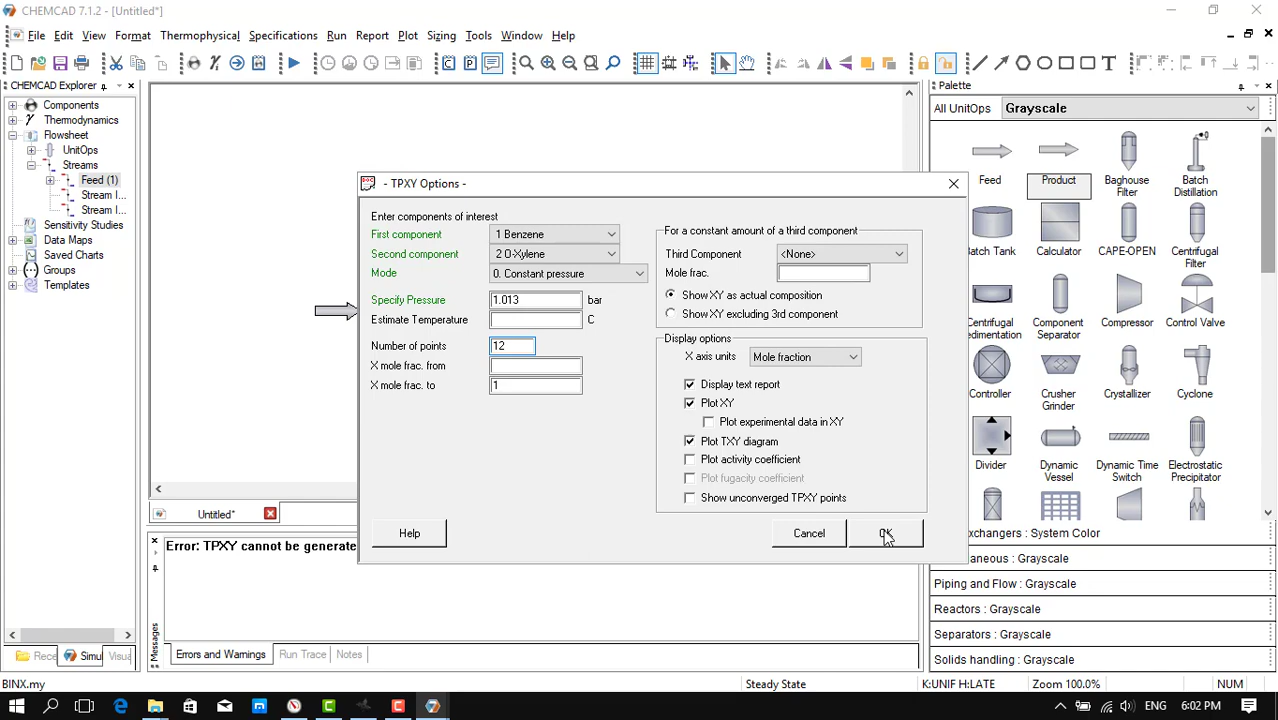 CHEMCAD 7.1.2 - [Untitled*]
File Edit View Format Thermophysical Specifications Run Report Plot Sizing Tools Window Help
CHEMCAD Explorer
Components
Thermodynamics
Flowsheet
UnitOps
Streams
Feed (1)
Stream I...
Stream I...
Sensitivity Studies
Data Maps
Saved Charts
Groups
Templates
Simul
BINX.my
- TPXY Options -
Enter components of interest
First component 1 Benzene
Second component 2 O-Xylene
Mode 0. Constant pressure
Specify Pressure 1.013 bar
Estimate Temperature C
Number of points 12
X mole frac. from
X mole frac. to 1
For a constant amount of a third component
Third Component <None>
Mole frac.
Show XY as actual composition
Show XY excluding 3rd component
Display options
X axis units Mole fraction
Display text report
Plot XY
Plot experimental data in XY
Plot TXY diagram
Plot activity coefficient
Plot fugacity coefficient
Show unconverged TPXY points
Help Cancel OK
Untitled*
Error: TPXY cannot be generate
Messages
Errors and Warnings Run Trace Notes
Palette
All UnitOps Grayscale
Feed Product Baghouse Filter Batch Distillation
Batch Tank Calculator CAPE-OPEN Centrifugal Filter
Centrifugal Sedimentation Component Separator Compressor Control Valve
Controller Crusher Grinder Crystallizer Cyclone
Divider Dynamic Vessel Dynamic Time Switch Electrostatic Precipitator
xchangers : System Color
aneous : Grayscale
Piping and Flow : Grayscale
Reactors : Grayscale
Separators : Grayscale
Solids handling : Grayscale
Steady State K:UNIF H:LATE Zoom 100.0% NUM
ENG 6:02 PM